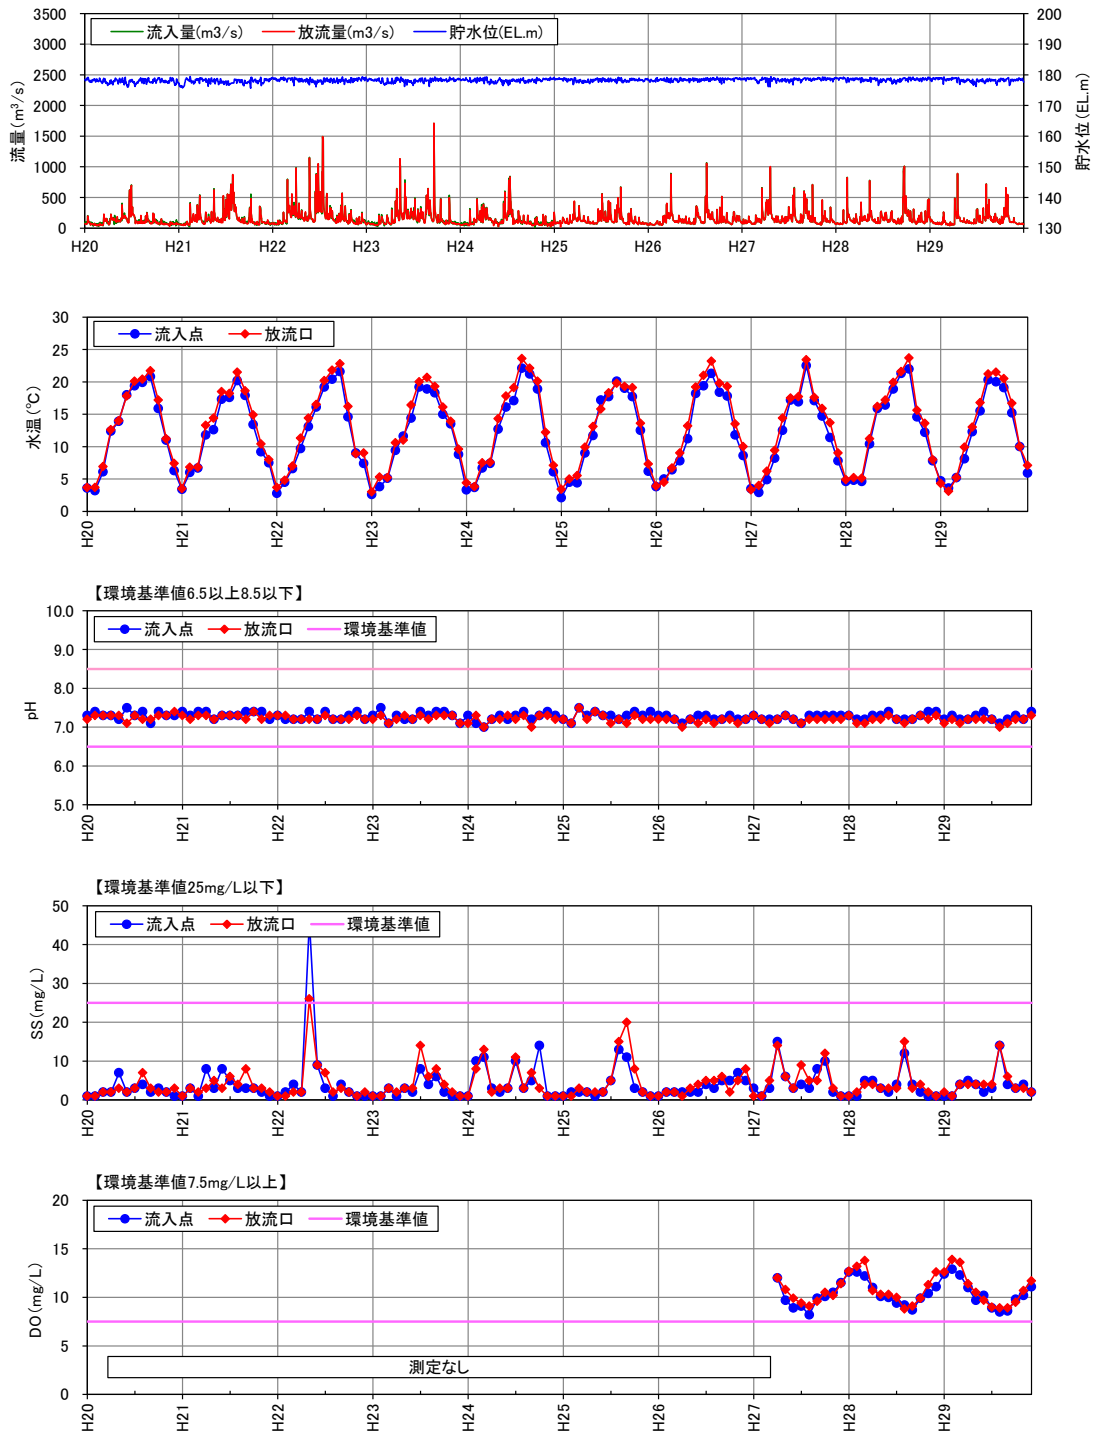 3500
3000
2500
2000
1500
1000
500
0
流量(m³/s)
流入量(m3/s) 放流量(m3/s) 貯水位(EL.m)
200
190
180
170
160
150
140
130
貯水位(EL.m)
H20 H21 H22 H23 H24 H25 H26 H27 H28 H29
30
25
20
15
10
5
0
水温(℃)
流入点 放流口
H20 H21 H22 H23 H24 H25 H26 H27 H28 H29
【環境基準値6.5以上8.5以下】
10.0
9.0
8.0
7.0
6.0
5.0
pH
流入点 放流口 環境基準値
H20 H21 H22 H23 H24 H25 H26 H27 H28 H29
【環境基準値25mg/L以下】
50
40
30
20
10
0
SS(mg/L)
流入点 放流口 環境基準値
H20 H21 H22 H23 H24 H25 H26 H27 H28 H29
【環境基準値7.5mg/L以上】
20
15
10
5
0
DO(mg/L)
流入点 放流口 環境基準値
測定なし
H20 H21 H22 H23 H24 H25 H26 H27 H28 H29